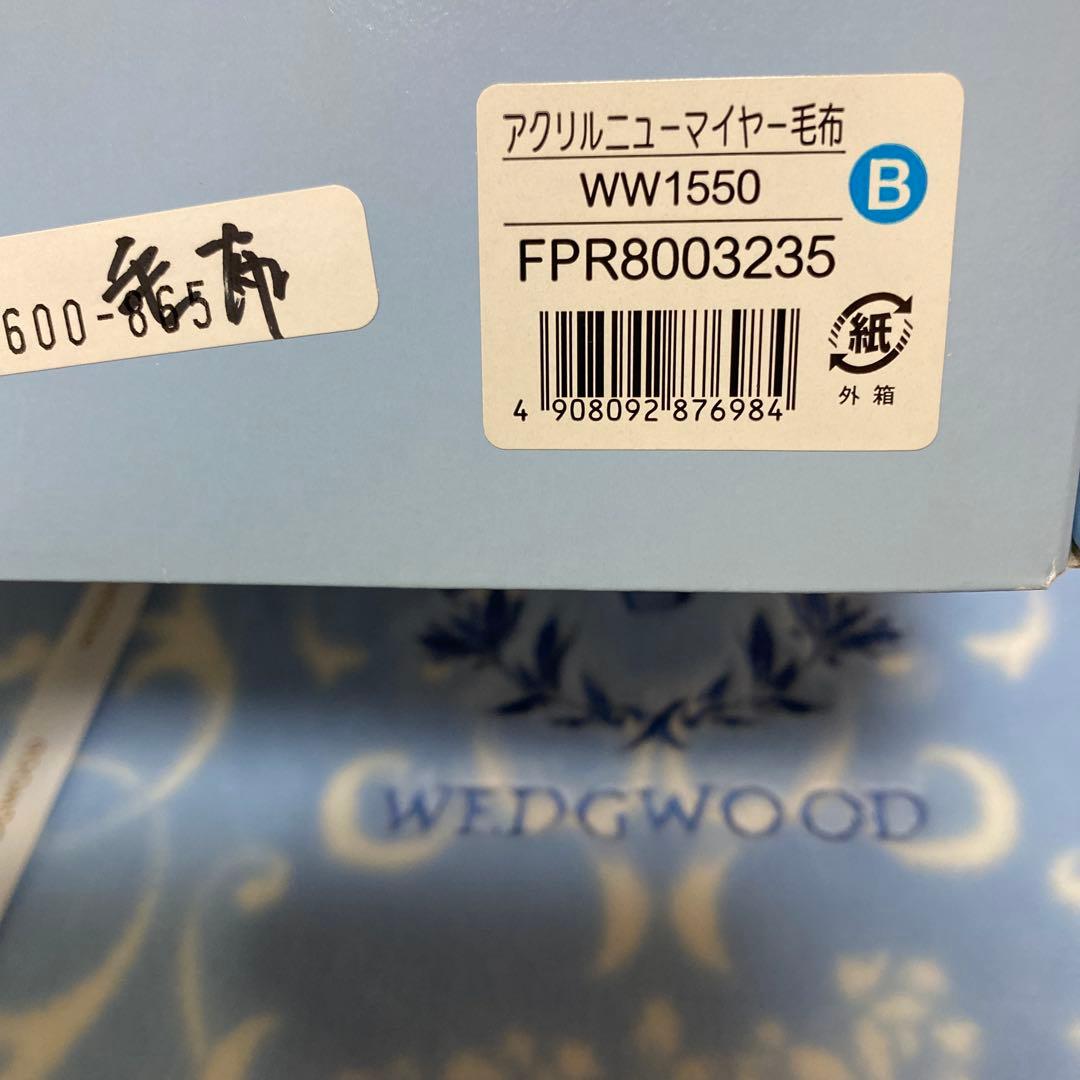 アクリルニューマイヤー毛布
WW1550
B
FPR8003235
紙
外箱
4 908092 876984
毛布
600-865
WEDGWOOD